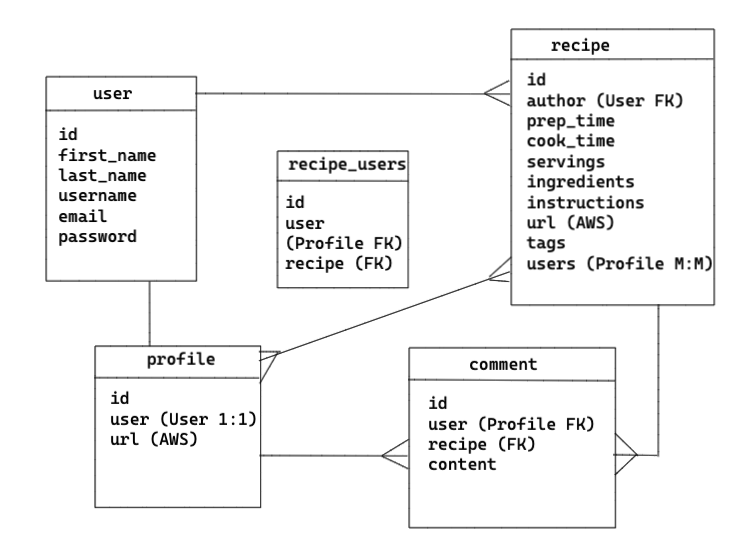 user
id
first_name
last_name
username
email
password
recipe_users
id
user
(Profile FK)
recipe (FK)
recipe
id
author (User FK)
prep_time
cook_time
servings
ingredients
instructions
url (AWS)
tags
users (Profile M:M)
profile
id
user (User 1:1)
url (AWS)
comment
id
user (Profile FK)
recipe (FK)
content